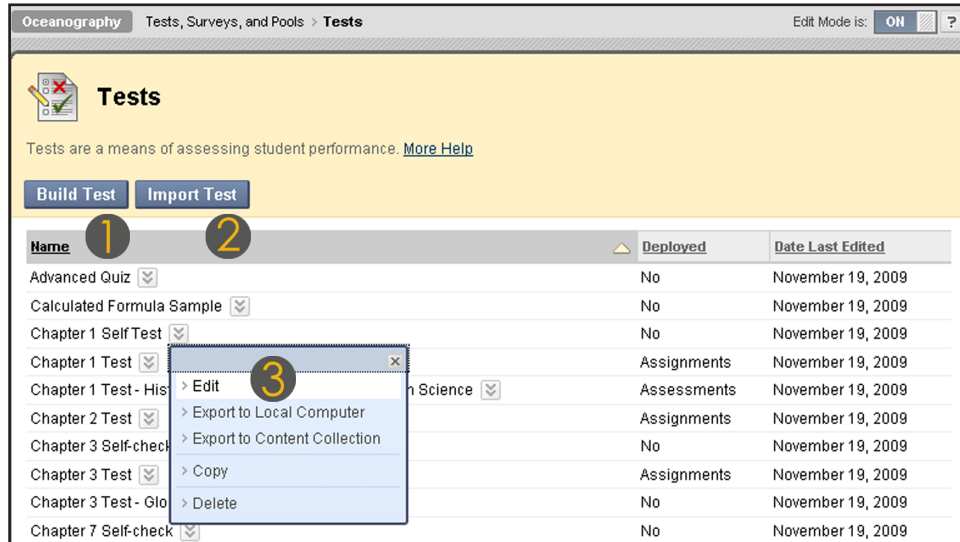 Oceanography Tests, Surveys, and Pools > Tests Edit Mode is: ON ?
Tests
Tests are a means of assessing student performance. More Help
Build Test Import Test
1 2
Name Deployed Date Last Edited
Advanced Quiz No November 19, 2009
Calculated Formula Sample No November 19, 2009
Chapter 1 Self Test No November 19, 2009
Chapter 1 Test Assignments November 19, 2009
Chapter 1 Test - His Science Assessments November 19, 2009
Chapter 2 Test Assignments November 19, 2009
Chapter 3 Self-check No November 19, 2009
Chapter 3 Test Assignments November 19, 2009
Chapter 3 Test - Glo No November 19, 2009
Chapter 7 Self-check No November 19, 2009
> Edit 3
> Export to Local Computer
> Export to Content Collection
> Copy
> Delete